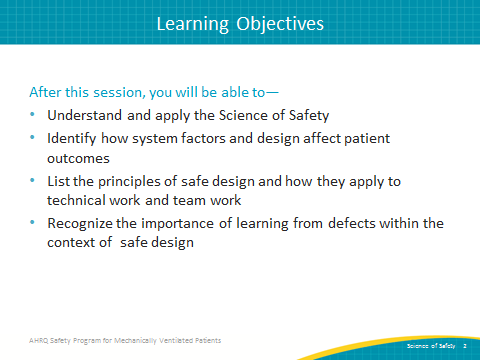 Learning Objectives
After this session, you will be able to—
• Understand and apply the Science of Safety
• Identify how system factors and design affect patient
outcomes
• List the principles of safe design and how they apply to
technical work and team work
• Recognize the importance of learning from defects within the
context of safe design
AHRQ Safety Program for Mechanically Ventilated Patients
Science of Safety 2